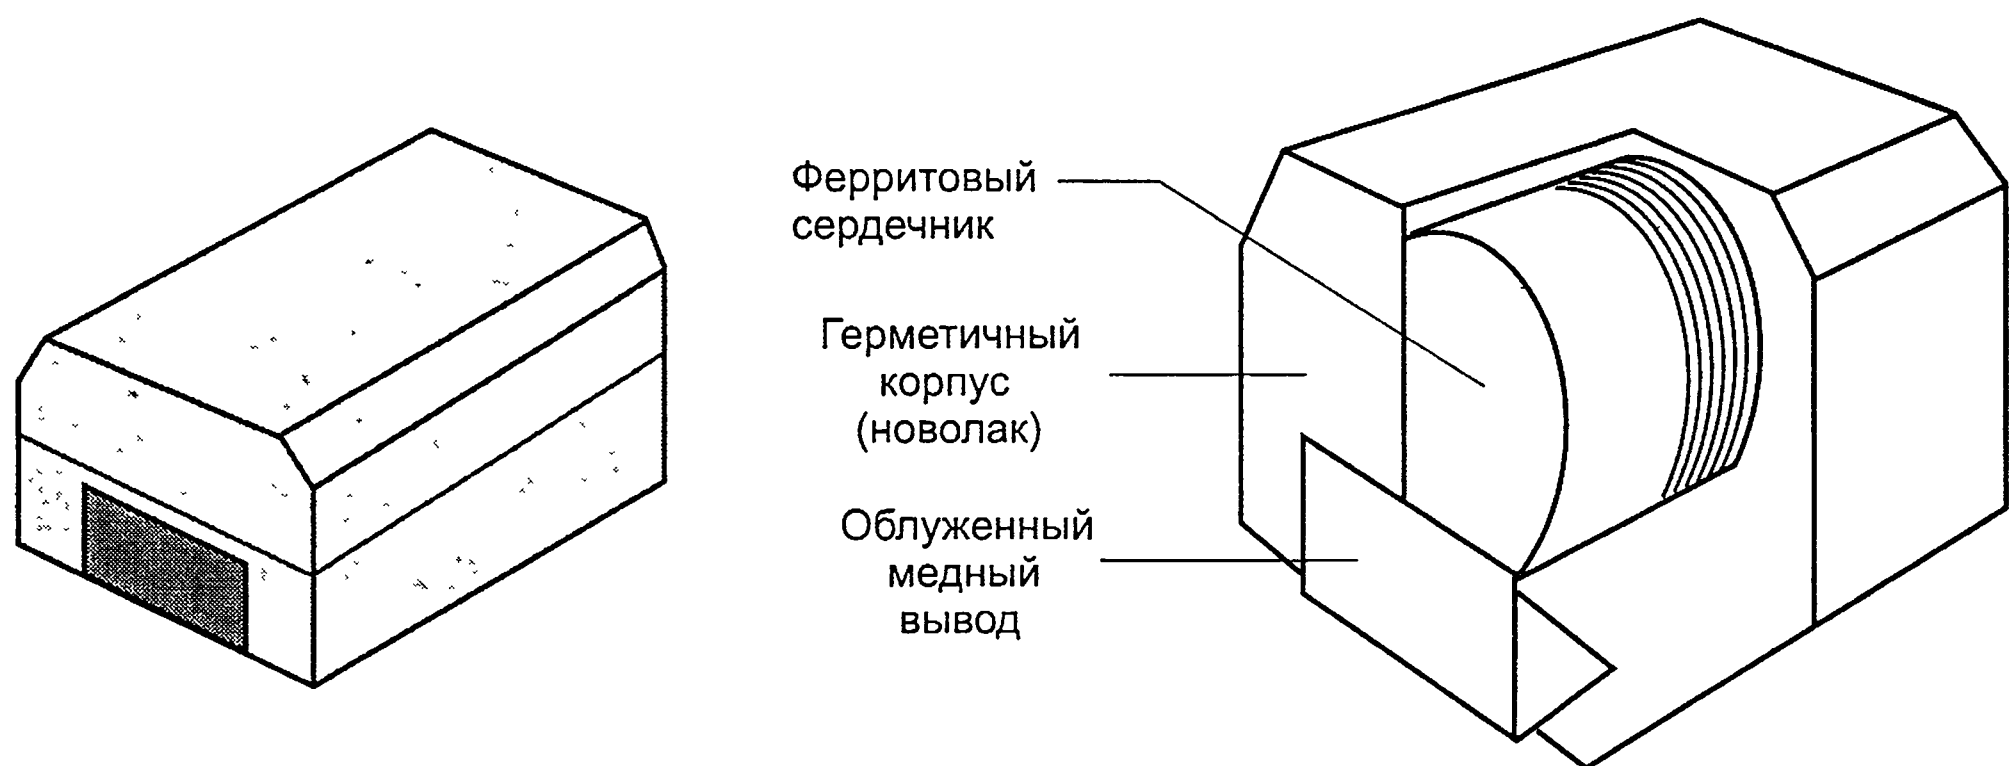 Ферритовый
сердечник
Герметичный
корпус
(новолак)
Облуженный
медный
вывод